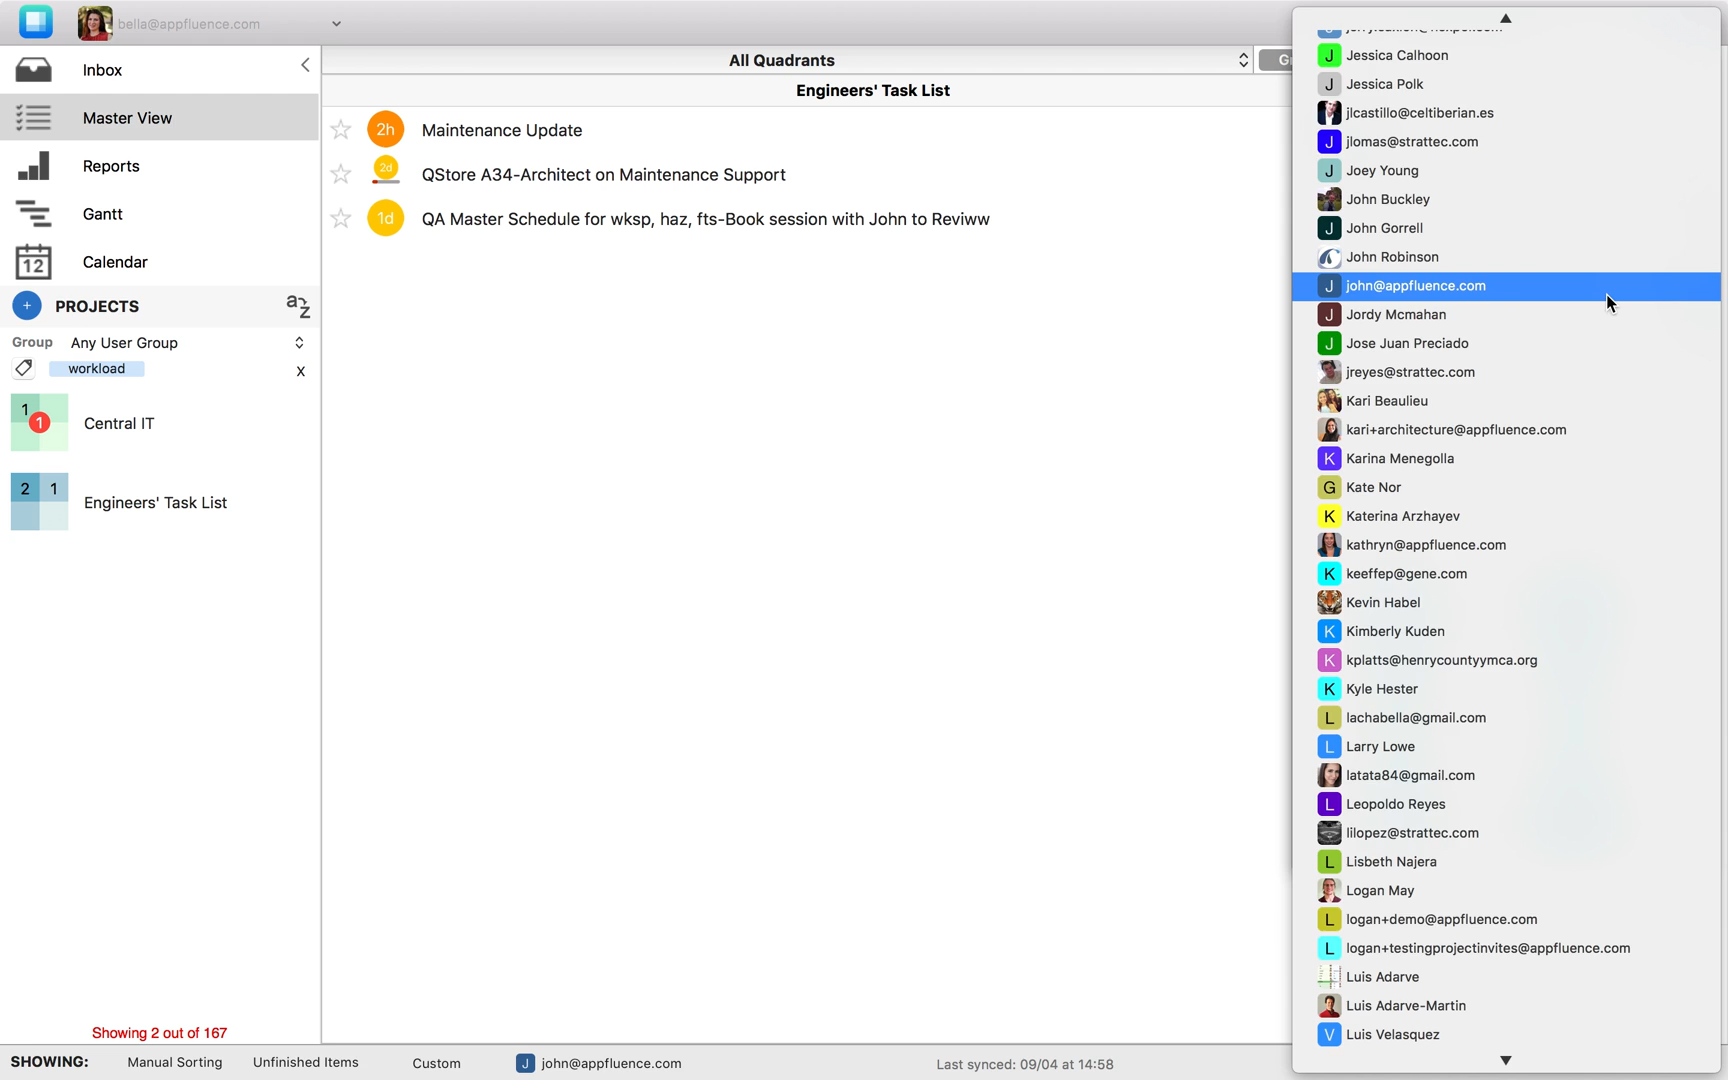 bella@appfluence.com
Inbox
Master View
Reports
Gantt
12
Calendar
+ PROJECTS
a z
Group Any User Group
workload x
1
1
Central IT
2 1
Engineers' Task List
Showing 2 out of 167
All Quadrants
Engineers' Task List
2h Maintenance Update
2d QStore A34-Architect on Maintenance Support
1d QA Master Schedule for wksp, haz, fts-Book session with John to Reviww
J Jessica Calhoon
J Jessica Polk
jlcastillo@celtiberian.es
J jlomas@strattec.com
J Joey Young
John Buckley
J John Gorrell
John Robinson
J john@appfluence.com
J Jordy Mcmahan
J Jose Juan Preciado
jreyes@strattec.com
Kari Beaulieu
kari+architecture@appfluence.com
K Karina Menegolla
G Kate Nor
K Katerina Arzhayev
kathryn@appfluence.com
K keeffep@gene.com
Kevin Habel
K Kimberly Kuden
K kplatts@henrycountyymca.org
K Kyle Hester
L lachabella@gmail.com
L Larry Lowe
latata84@gmail.com
L Leopoldo Reyes
lilopez@strattec.com
L Lisbeth Najera
Logan May
L logan+demo@appfluence.com
L logan+testingprojectinvites@appfluence.com
Luis Adarve
Luis Adarve-Martin
V Luis Velasquez
SHOWING: Manual Sorting Unfinished Items Custom J john@appfluence.com Last synced: 09/04 at 14:58